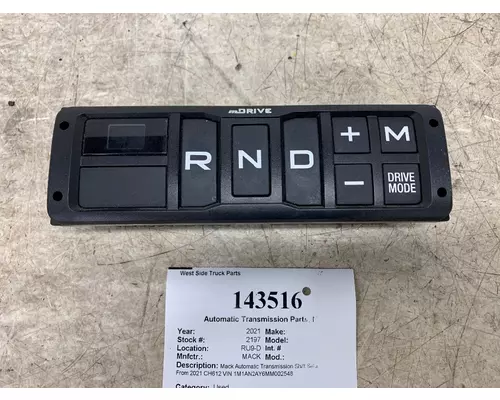 mDRIVE
R N D + M
− DRIVE
MODE
West Side Truck Parts
143516
Automatic Transmission Parts,
Year: 2021 Make:
Stock #: 2197 Model:
Location: RU9-D Int. #
Mnfctr.: MACK Mod.:
Description: Mack Automatic Transmission Shift
From 2021 CH612 VIN 1M1AN2AY6MM002548
Category: Used